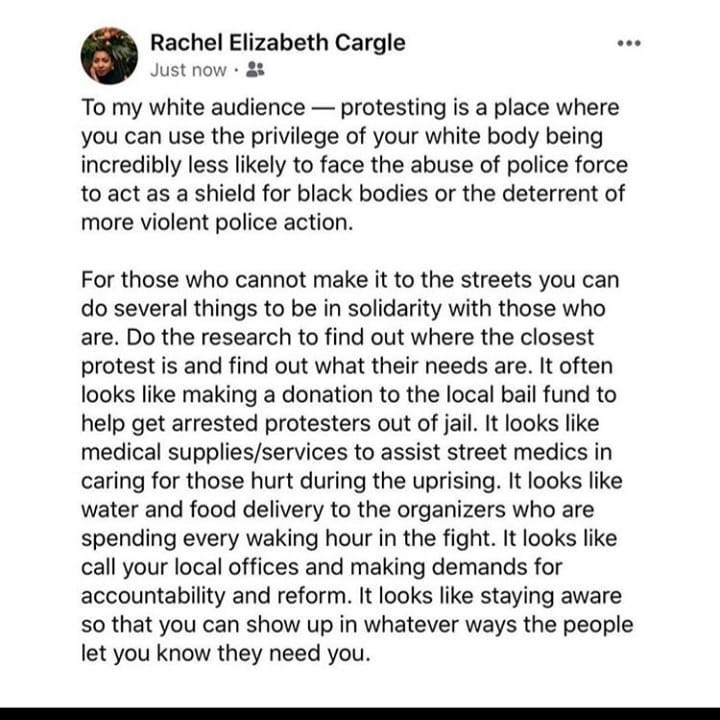 Rachel Elizabeth Cargle
Just now ·
To my white audience — protesting is a place where
you can use the privilege of your white body being
incredibly less likely to face the abuse of police force
to act as a shield for black bodies or the deterrent of
more violent police action.
For those who cannot make it to the streets you can
do several things to be in solidarity with those who
are. Do the research to find out where the closest
protest is and find out what their needs are. It often
looks like making a donation to the local bail fund to
help get arrested protesters out of jail. It looks like
medical supplies/services to assist street medics in
caring for those hurt during the uprising. It looks like
water and food delivery to the organizers who are
spending every waking hour in the fight. It looks like
call your local offices and making demands for
accountability and reform. It looks like staying aware
so that you can show up in whatever ways the people
let you know they need you.